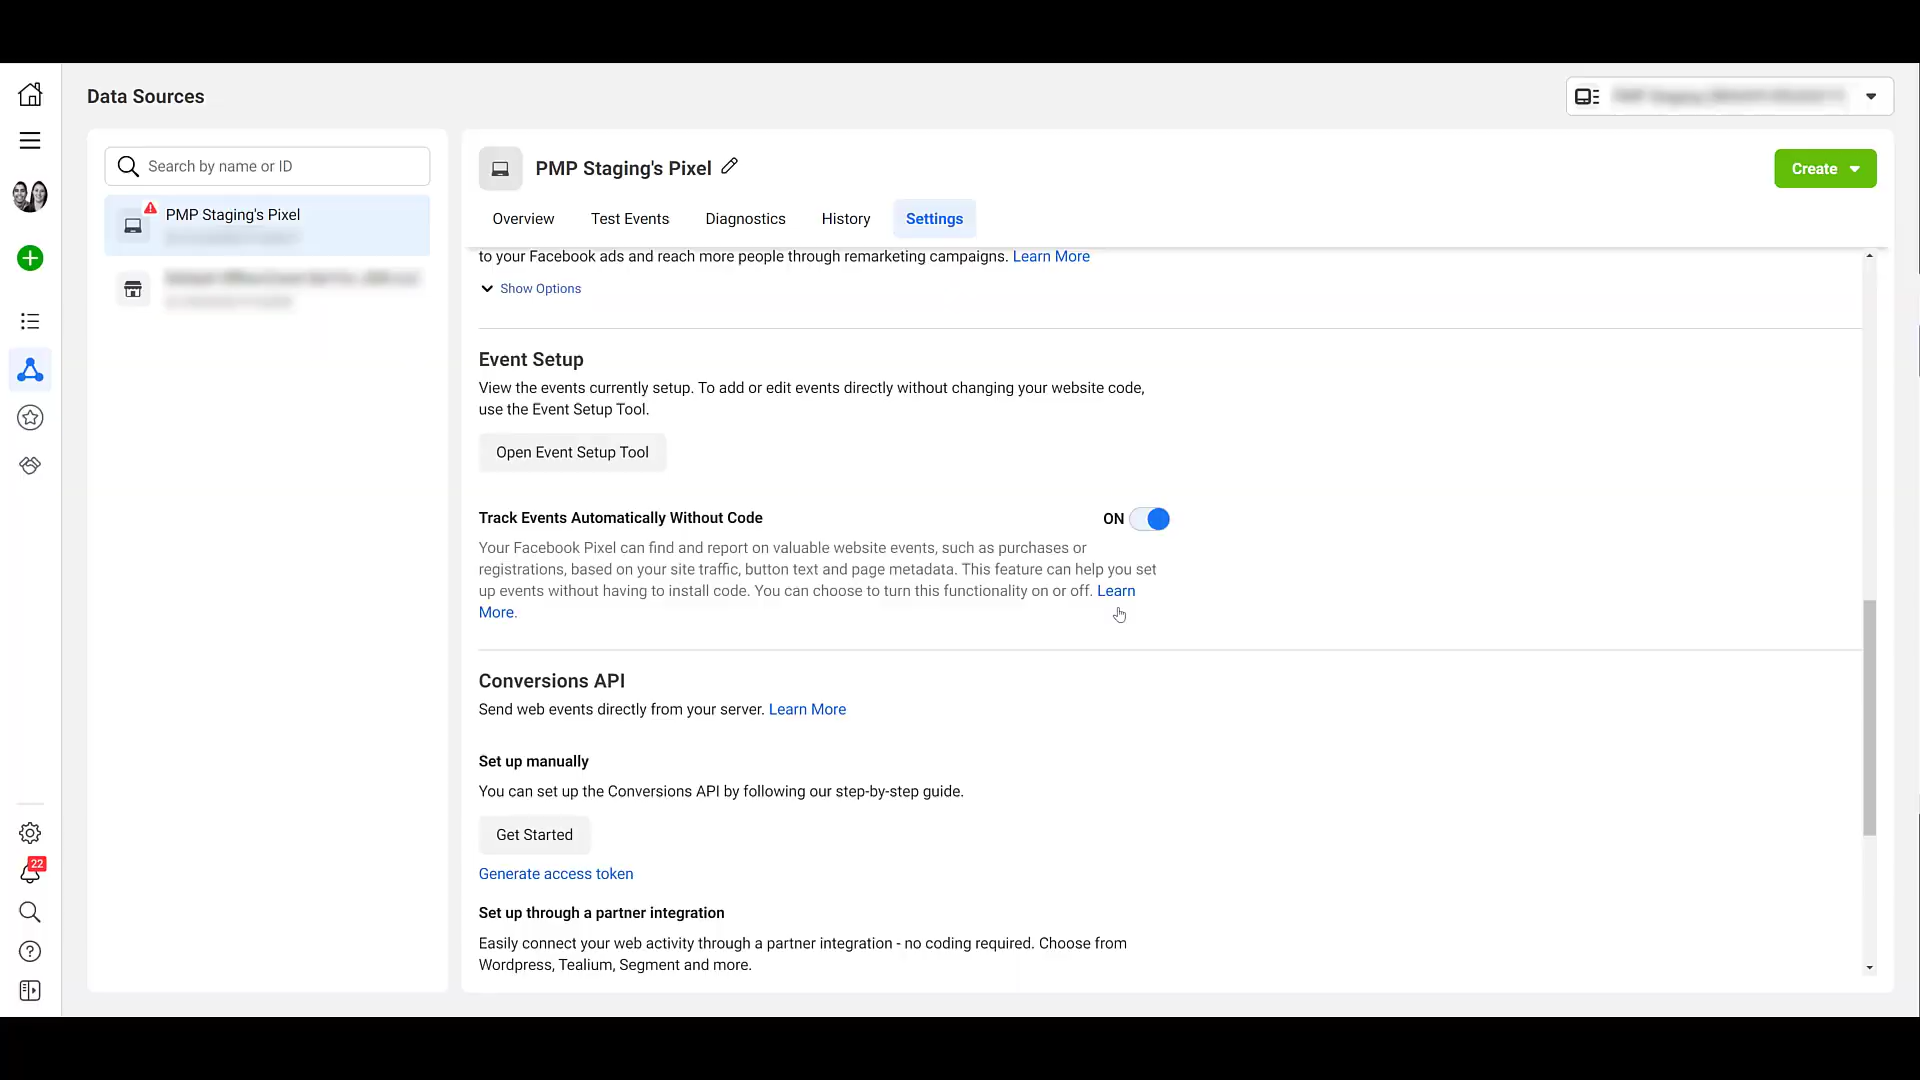 Data Sources
Search by name or ID
PMP Staging's Pixel
PMP Staging's Pixel
Create
Overview
Test Events
Diagnostics
History
Settings
to your Facebook ads and reach more people through remarketing campaigns. Learn More
Show Options
Event Setup
View the events currently setup. To add or edit events directly without changing your website code,
use the Event Setup Tool.
Open Event Setup Tool
Track Events Automatically Without Code
ON
Your Facebook Pixel can find and report on valuable website events, such as purchases or
registrations, based on your site traffic, button text and page metadata. This feature can help you set
up events without having to install code. You can choose to turn this functionality on or off. Learn
More.
Conversions API
Send web events directly from your server. Learn More
Set up manually
You can set up the Conversions API by following our step-by-step guide.
Get Started
Generate access token
Set up through a partner integration
Easily connect your web activity through a partner integration - no coding required. Choose from
Wordpress, Tealium, Segment and more.
22